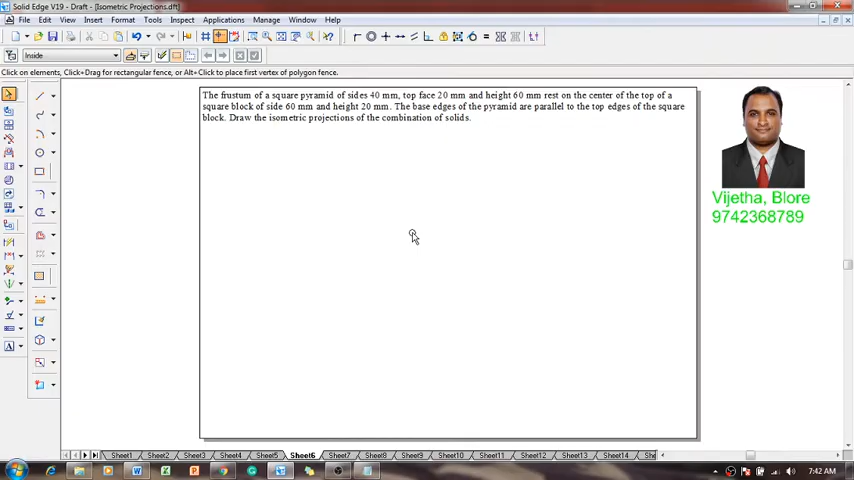 Solid Edge V19 - Draft - [Isometric Projections.dft]
File Edit View Insert Format Tools Inspect Applications Manage Window Help
Inside
Click on elements, Click+Drag for rectangular fence, or Alt+Click to place first vertex of polygon fence.
The frustum of a square pyramid of sides 40 mm, top face 20 mm and height 60 mm rest on the center of the top of a
square block of side 60 mm and height 20 mm. The base edges of the pyramid are parallel to the top edges of the square
block. Draw the isometric projections of the combination of solids.
Vijetha, Blore
9742368789
Sheet1 Sheet2 Sheet3 Sheet4 Sheet5 Sheet6 Sheet7 Sheet8 Sheet9 Sheet10 Sheet11 Sheet12 Sheet13 Sheet14 She
7:42 AM